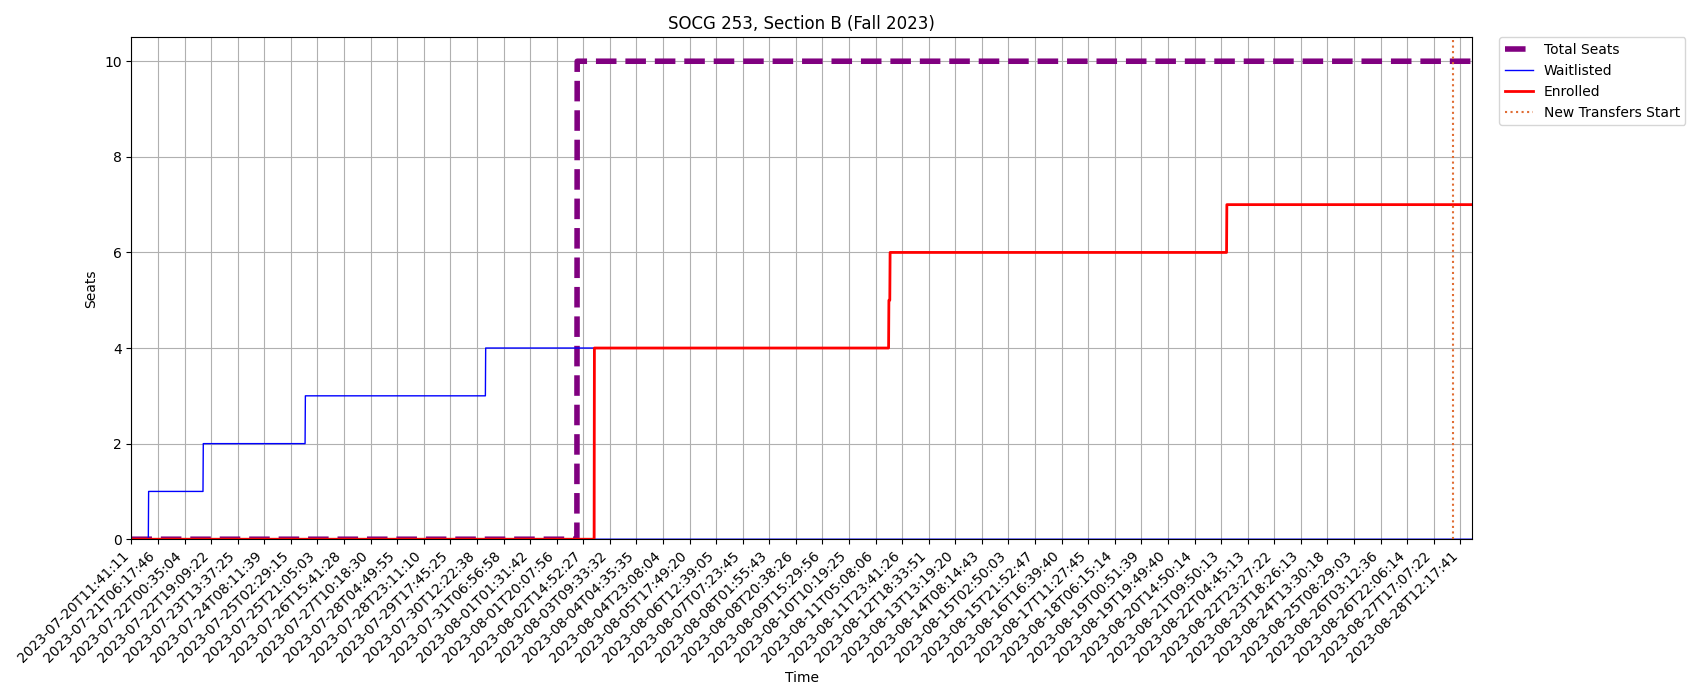 SOCG 253, Section B (Fall 2023)
Total Seats
Waitlisted
Enrolled
New Transfers Start
10
8
6
4
2
0
Seats
2023-07-20T11:41:11
2023-07-21T06:17:46
2023-07-22T00:35:04
2023-07-22T19:09:22
2023-07-23T13:37:25
2023-07-24T08:11:39
2023-07-25T02:29:15
2023-07-25T21:05:03
2023-07-26T15:41:28
2023-07-27T10:18:30
2023-07-28T04:49:55
2023-07-28T23:11:10
2023-07-29T17:45:25
2023-07-30T12:22:38
2023-07-31T06:56:58
2023-08-01T01:31:42
2023-08-01T20:07:56
2023-08-02T14:52:27
2023-08-03T09:33:32
2023-08-04T04:35:35
2023-08-04T23:08:04
2023-08-05T17:49:20
2023-08-06T12:39:05
2023-08-07T07:23:45
2023-08-08T01:55:43
2023-08-08T20:38:26
2023-08-09T15:29:56
2023-08-10T10:19:25
2023-08-11T05:08:06
2023-08-11T23:41:26
2023-08-12T18:33:51
2023-08-13T13:19:20
2023-08-14T08:14:43
2023-08-15T02:50:03
2023-08-15T21:52:47
2023-08-16T16:39:40
2023-08-17T11:27:45
2023-08-18T06:15:14
2023-08-19T00:51:39
2023-08-19T19:49:40
2023-08-20T14:50:14
2023-08-21T09:50:13
2023-08-22T04:45:13
2023-08-22T23:27:22
2023-08-23T18:26:13
2023-08-24T13:30:18
2023-08-25T08:29:03
2023-08-26T03:12:36
2023-08-26T22:06:14
2023-08-27T17:07:22
2023-08-28T12:17:41
Time